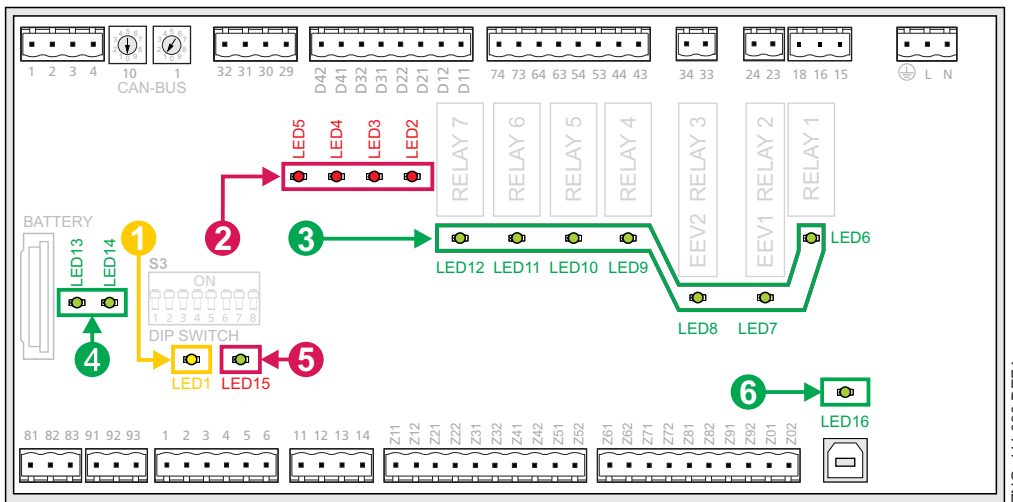 1 2 3 4
10 1
CAN-BUS
32 31 30 29
D42 D41 D32 D31 D22 D21 D12 D11
74 73 64 63 54 53 44 43
34 33
24 23
18 16 15
L N
LED5 LED4 LED3 LED2
RELAY 7
RELAY 6
RELAY 5
RELAY 4
EEV2 RELAY 3
EEV1 RELAY 2
RELAY 1
BATTERY
1
2
3
LED6
LED13 LED14
S3
ON
1 2 3 4 5 6 7 8
DIP SWITCH
LED12 LED11 LED10 LED9
LED8 LED7
4
5
LED1 LED15
6
LED16
81 82 83 91 92 93
1 2 3 4 5 6
11 12 13 14
Z11 Z12 Z21 Z22 Z31 Z32 Z41 Z42 Z51 Z52
Z61 Z62 Z71 Z72 Z81 Z82 Z91 Z92 Z01 Z02